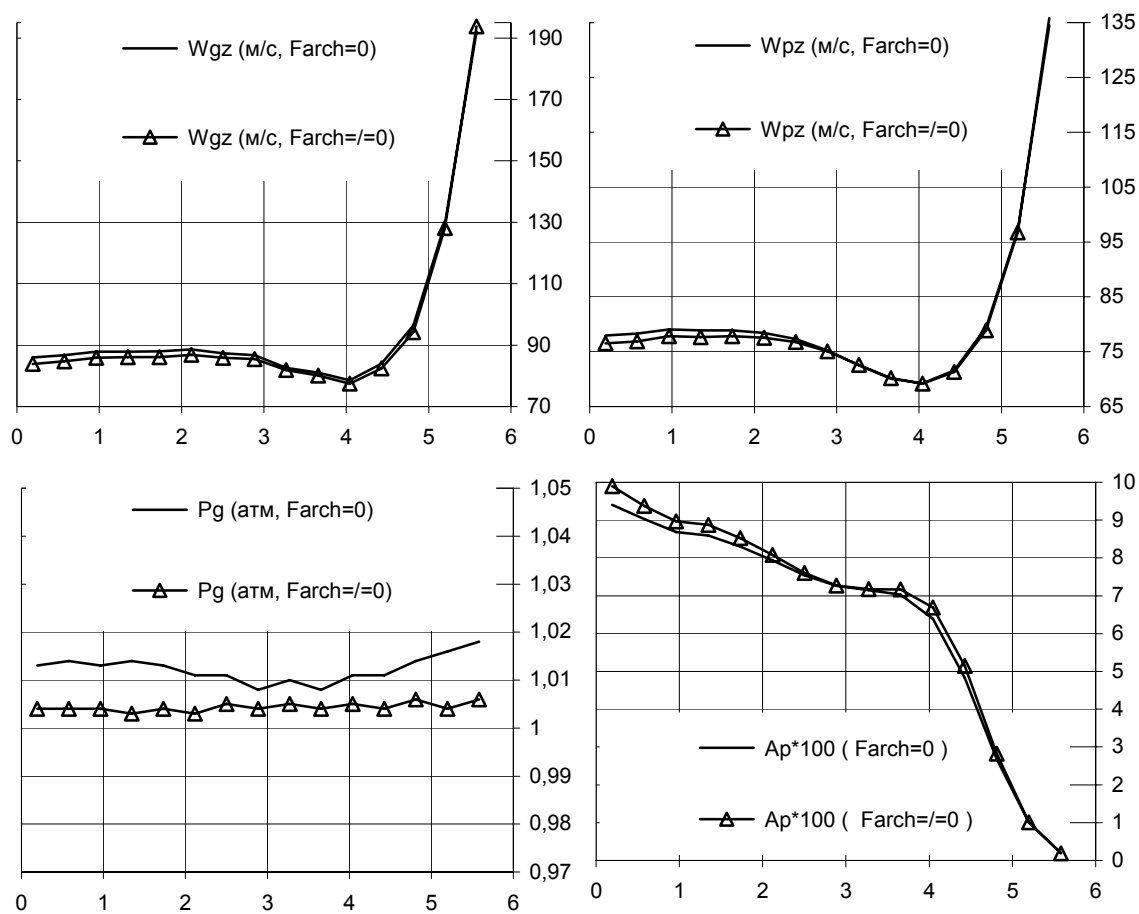 Wgz (м/с, Farch=0)
Wgz (м/с, Farch=/=0)
190
170
150
130
110
90
70
0 1 2 3 4 5 6
Wpz (м/с, Farch=0)
Wpz (м/с, Farch=/=0)
135
125
115
105
95
85
75
65
0 1 2 3 4 5 6
Pg (атм, Farch=0)
Pg (атм, Farch=/=0)
1,05
1,04
1,03
1,02
1,01
1
0,99
0,98
0,97
0 1 2 3 4 5 6
Ap*100 ( Farch=0 )
Ap*100 ( Farch=/=0 )
10
9
8
7
6
5
4
3
2
1
0
0 1 2 3 4 5 6